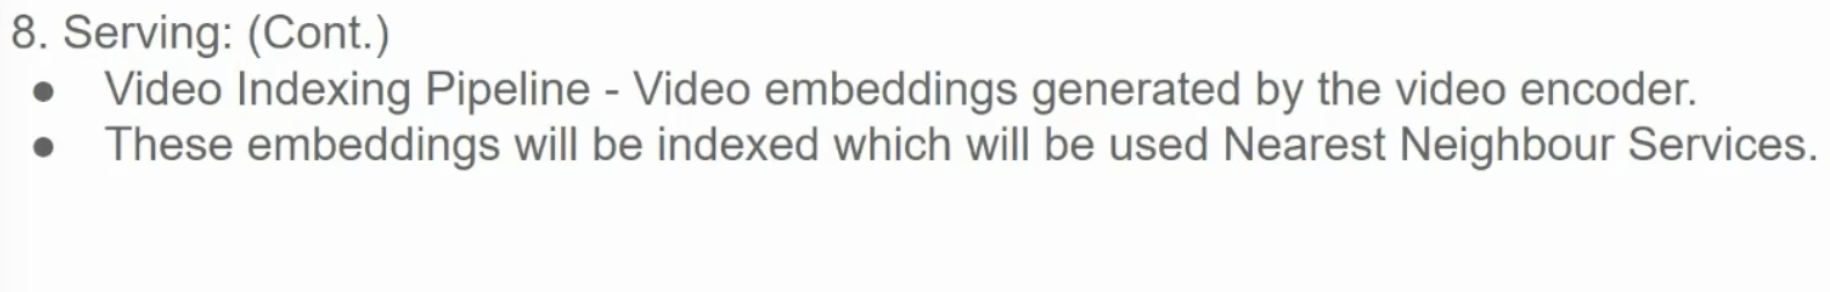 8. Serving: (Cont.)
● Video Indexing Pipeline - Video embeddings generated by the video encoder.
● These embeddings will be indexed which will be used Nearest Neighbour Services.